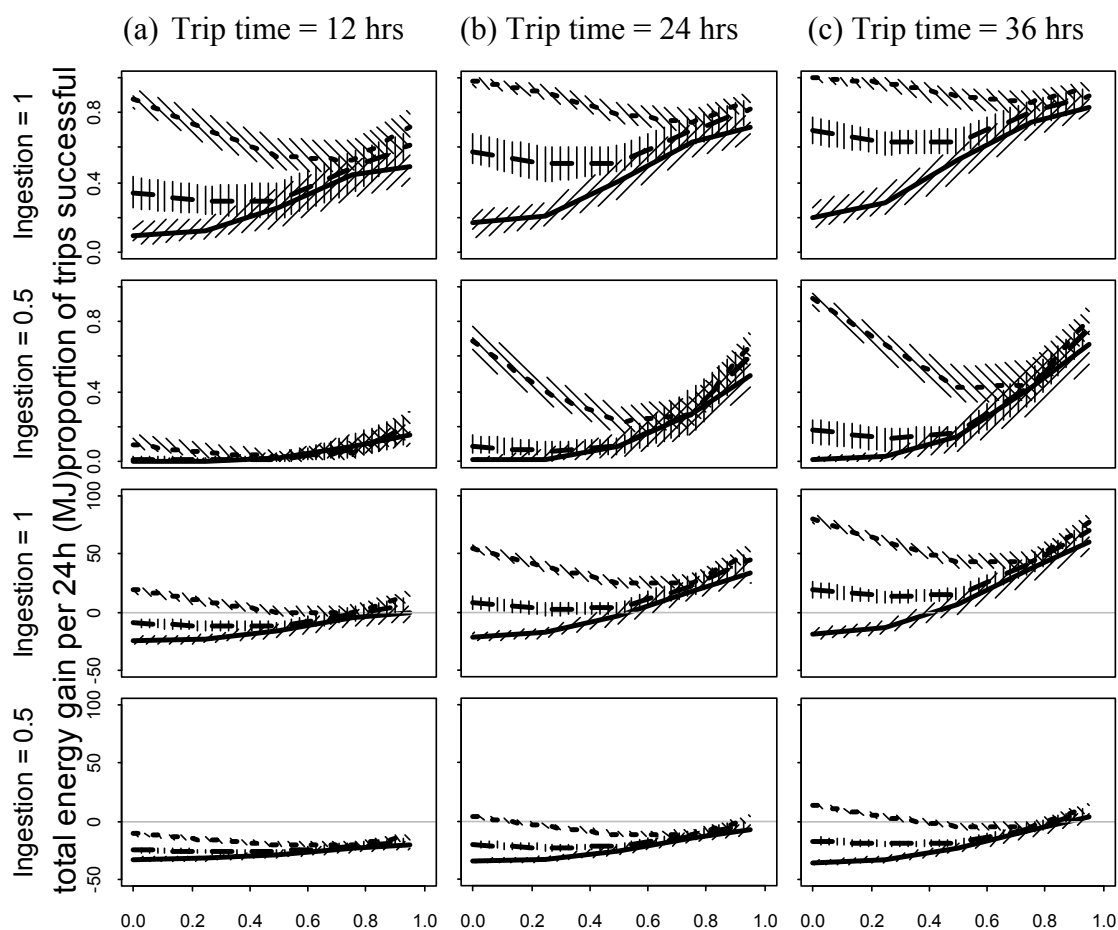 (a) Trip time = 12 hrs
(b) Trip time = 24 hrs
(c) Trip time = 36 hrs
Ingestion = 1
Ingestion = 0.5
Ingestion = 1
Ingestion = 0.5
proportion of trips successful
total energy gain per 24h (MJ)
0.8
0.4
0.0
0.8
0.4
0.0
100
50
0
-50
100
50
0
-50
0.0 0.2 0.4 0.6 0.8 1.0
0.0 0.2 0.4 0.6 0.8 1.0
0.0 0.2 0.4 0.6 0.8 1.0